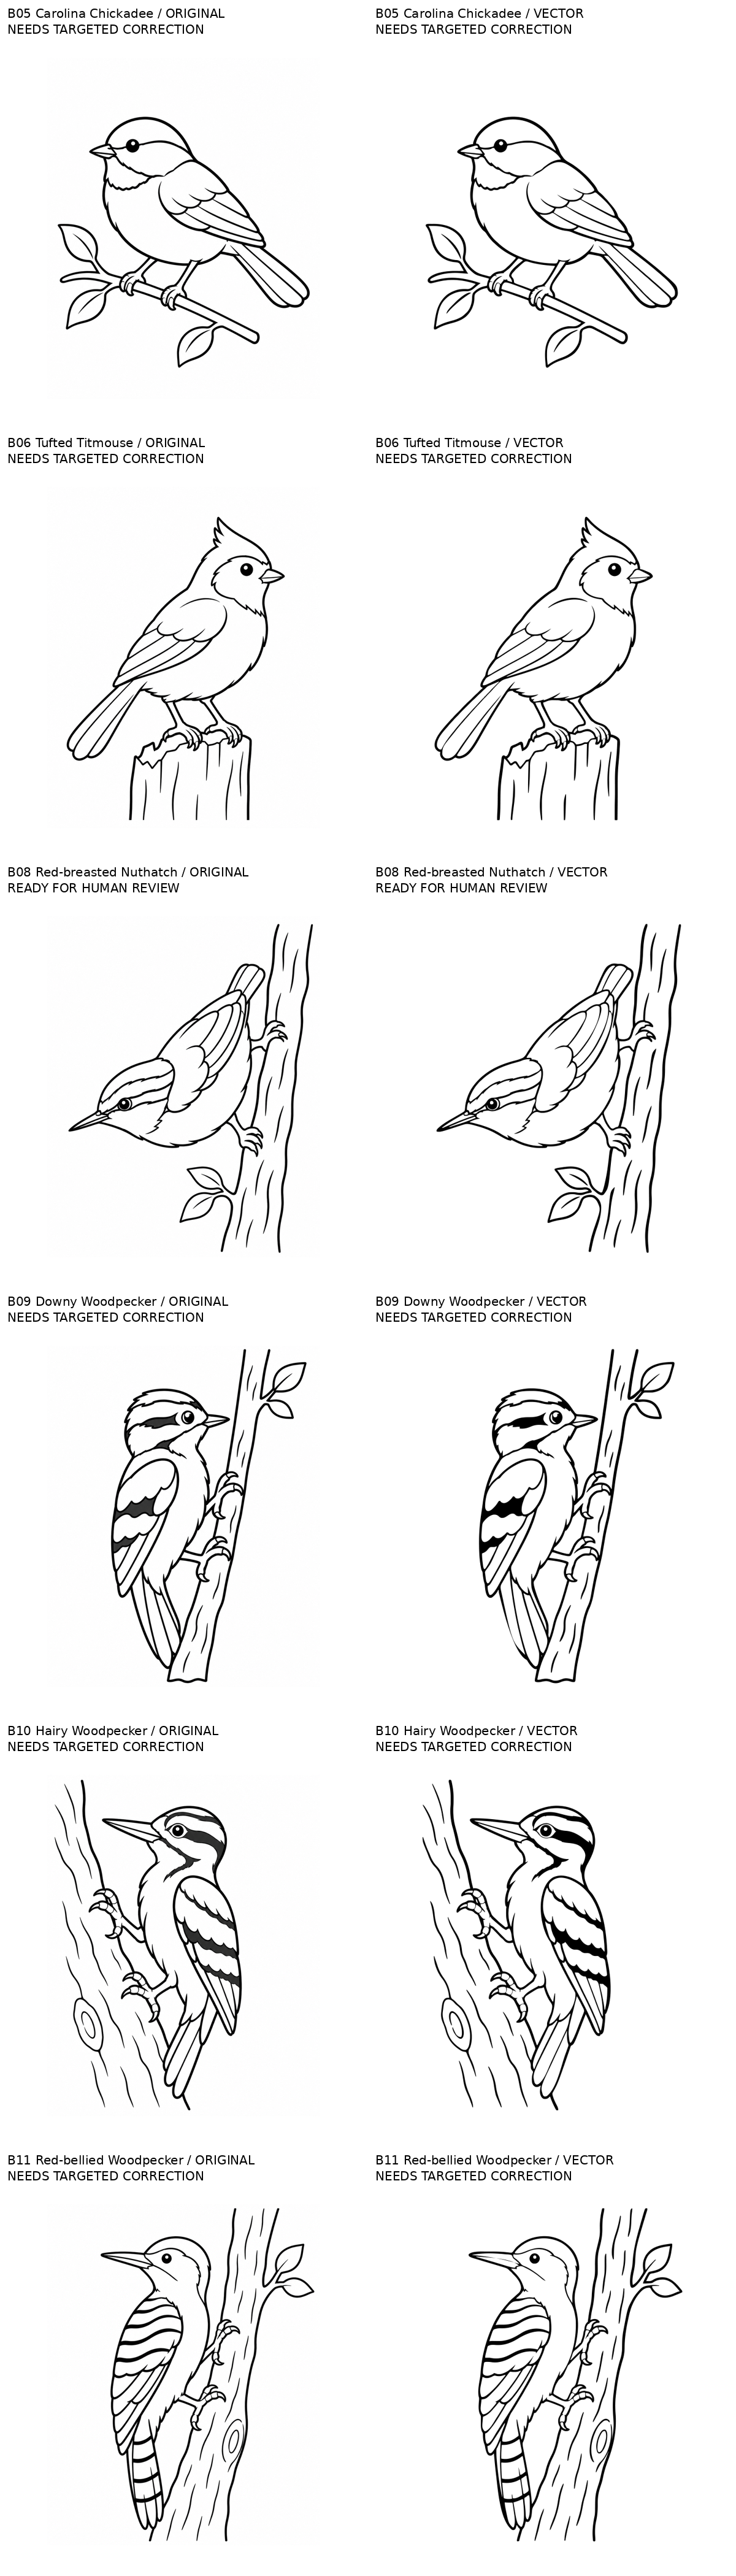 B05 Carolina Chickadee / ORIGINAL
NEEDS TARGETED CORRECTION
B05 Carolina Chickadee / VECTOR
NEEDS TARGETED CORRECTION
B06 Tufted Titmouse / ORIGINAL
NEEDS TARGETED CORRECTION
B06 Tufted Titmouse / VECTOR
NEEDS TARGETED CORRECTION
B08 Red-breasted Nuthatch / ORIGINAL
READY FOR HUMAN REVIEW
B08 Red-breasted Nuthatch / VECTOR
READY FOR HUMAN REVIEW
B09 Downy Woodpecker / ORIGINAL
NEEDS TARGETED CORRECTION
B09 Downy Woodpecker / VECTOR
NEEDS TARGETED CORRECTION
B10 Hairy Woodpecker / ORIGINAL
NEEDS TARGETED CORRECTION
B10 Hairy Woodpecker / VECTOR
NEEDS TARGETED CORRECTION
B11 Red-bellied Woodpecker / ORIGINAL
NEEDS TARGETED CORRECTION
B11 Red-bellied Woodpecker / VECTOR
NEEDS TARGETED CORRECTION